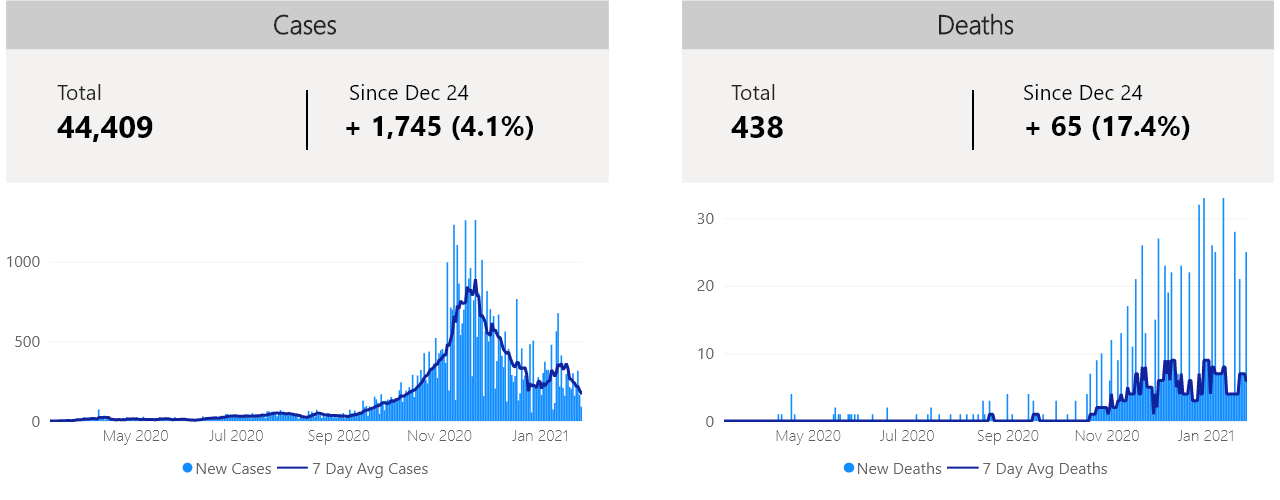 Cases
Total
44,409
Since Dec 24
+ 1,745 (4.1%)
1000
500
0
May 2020 Jul 2020 Sep 2020 Nov 2020 Jan 2021
New Cases 7 Day Avg Cases
Deaths
Total
438
Since Dec 24
+ 65 (17.4%)
30
20
10
0
May 2020 Jul 2020 Sep 2020 Nov 2020 Jan 2021
New Deaths 7 Day Avg Deaths